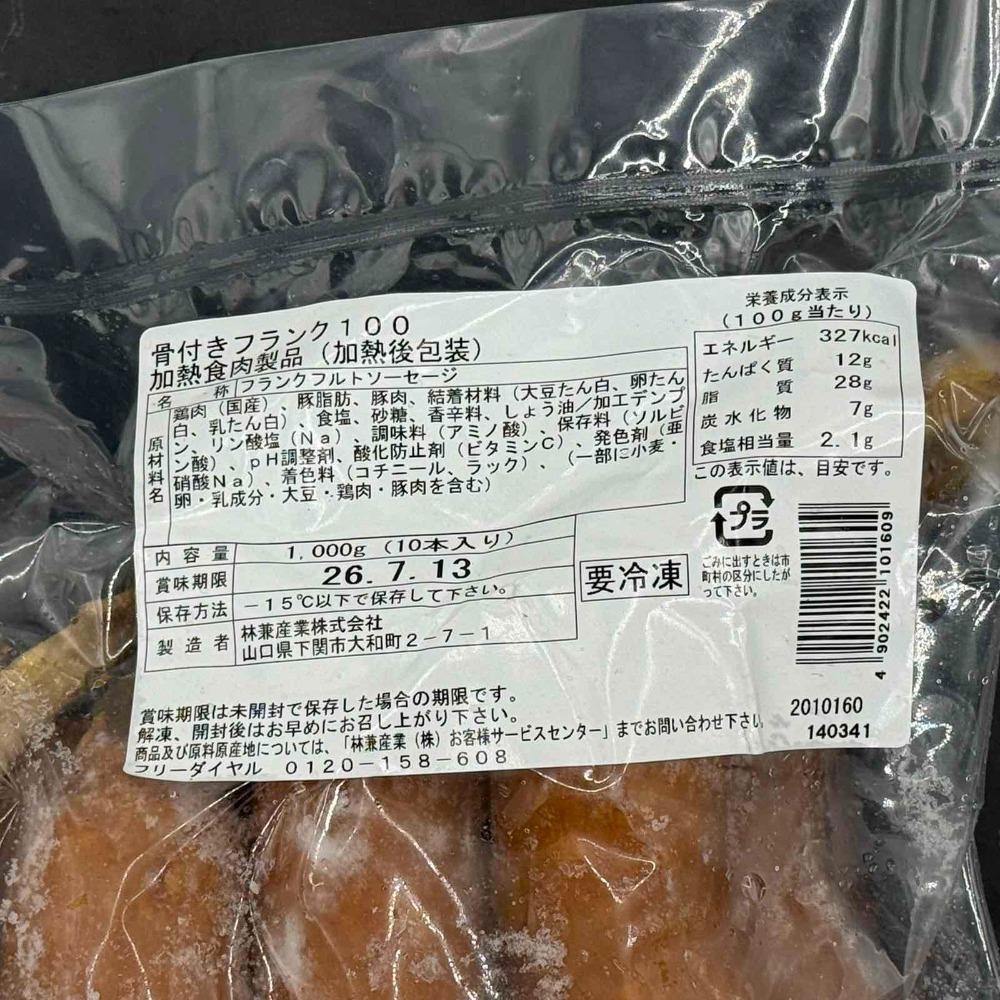 骨付きフランク100
加熱食肉製品（加熱後包装）
名称 フランクフルトソーセージ
原材料名 鶏肉（国産）、豚脂肪、豚肉、結着材料（大豆たん白、卵たん
白、乳たん白）、食塩、砂糖、香辛料、しょう油／加工デンプ
ン、リン酸塩（Na）、調味料（アミノ酸）、保存料（ソルビ
ン酸）、pH調整剤、酸化防止剤（ビタミンC）、発色剤（亜
硝酸Na）、着色料（コチニール、ラック）、（一部に小麦・
卵・乳成分・大豆・鶏肉・豚肉を含む）
内容量 1,000g（10本入り）
賞味期限 26.7.13
保存方法 －15℃以下で保存して下さい。
製造者 林兼産業株式会社
山口県下関市大和町2－7－1
要冷凍
賞味期限は未開封で保存した場合の期限です。
解凍、開封後はお早めにお召し上がり下さい。
商品及び原料原産地については、「林兼産業（株）お客様サービスセンター」までお問い合わせ下さい
フリーダイヤル 0120－158－608
栄養成分表示
（100g当たり）
エネルギー 327kcal
たんぱく質 12g
脂質 28g
炭水化物 7g
食塩相当量 2.1g
この表示値は、目安です。
プラ
ごみに出すときは市
町村の区分にしたが
って下さい。
4 902422 101609
2010160
140341